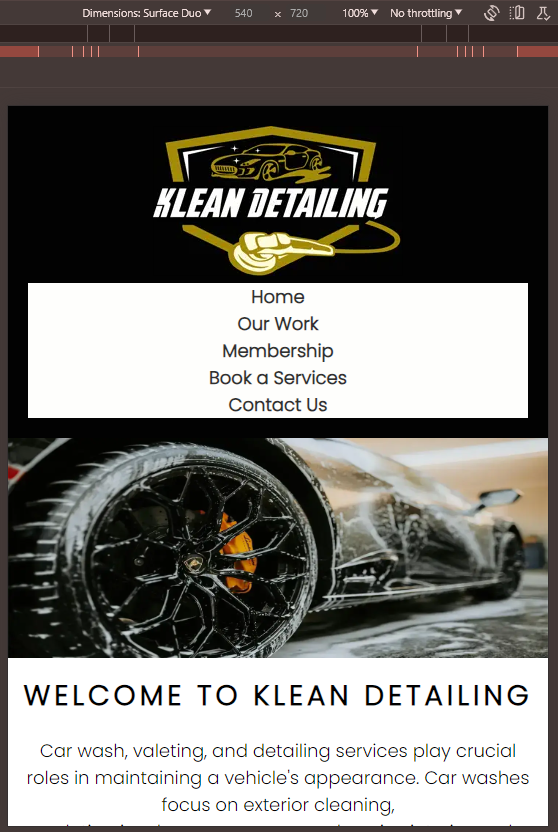 Dimensions: Surface Duo 540 x 720 100% No throttling
KLEAN DETAILING
Home
Our Work
Membership
Book a Services
Contact Us
WELCOME TO KLEAN DETAILING
Car wash, valeting, and detailing services play crucial
roles in maintaining a vehicle's appearance. Car washes
focus on exterior cleaning,